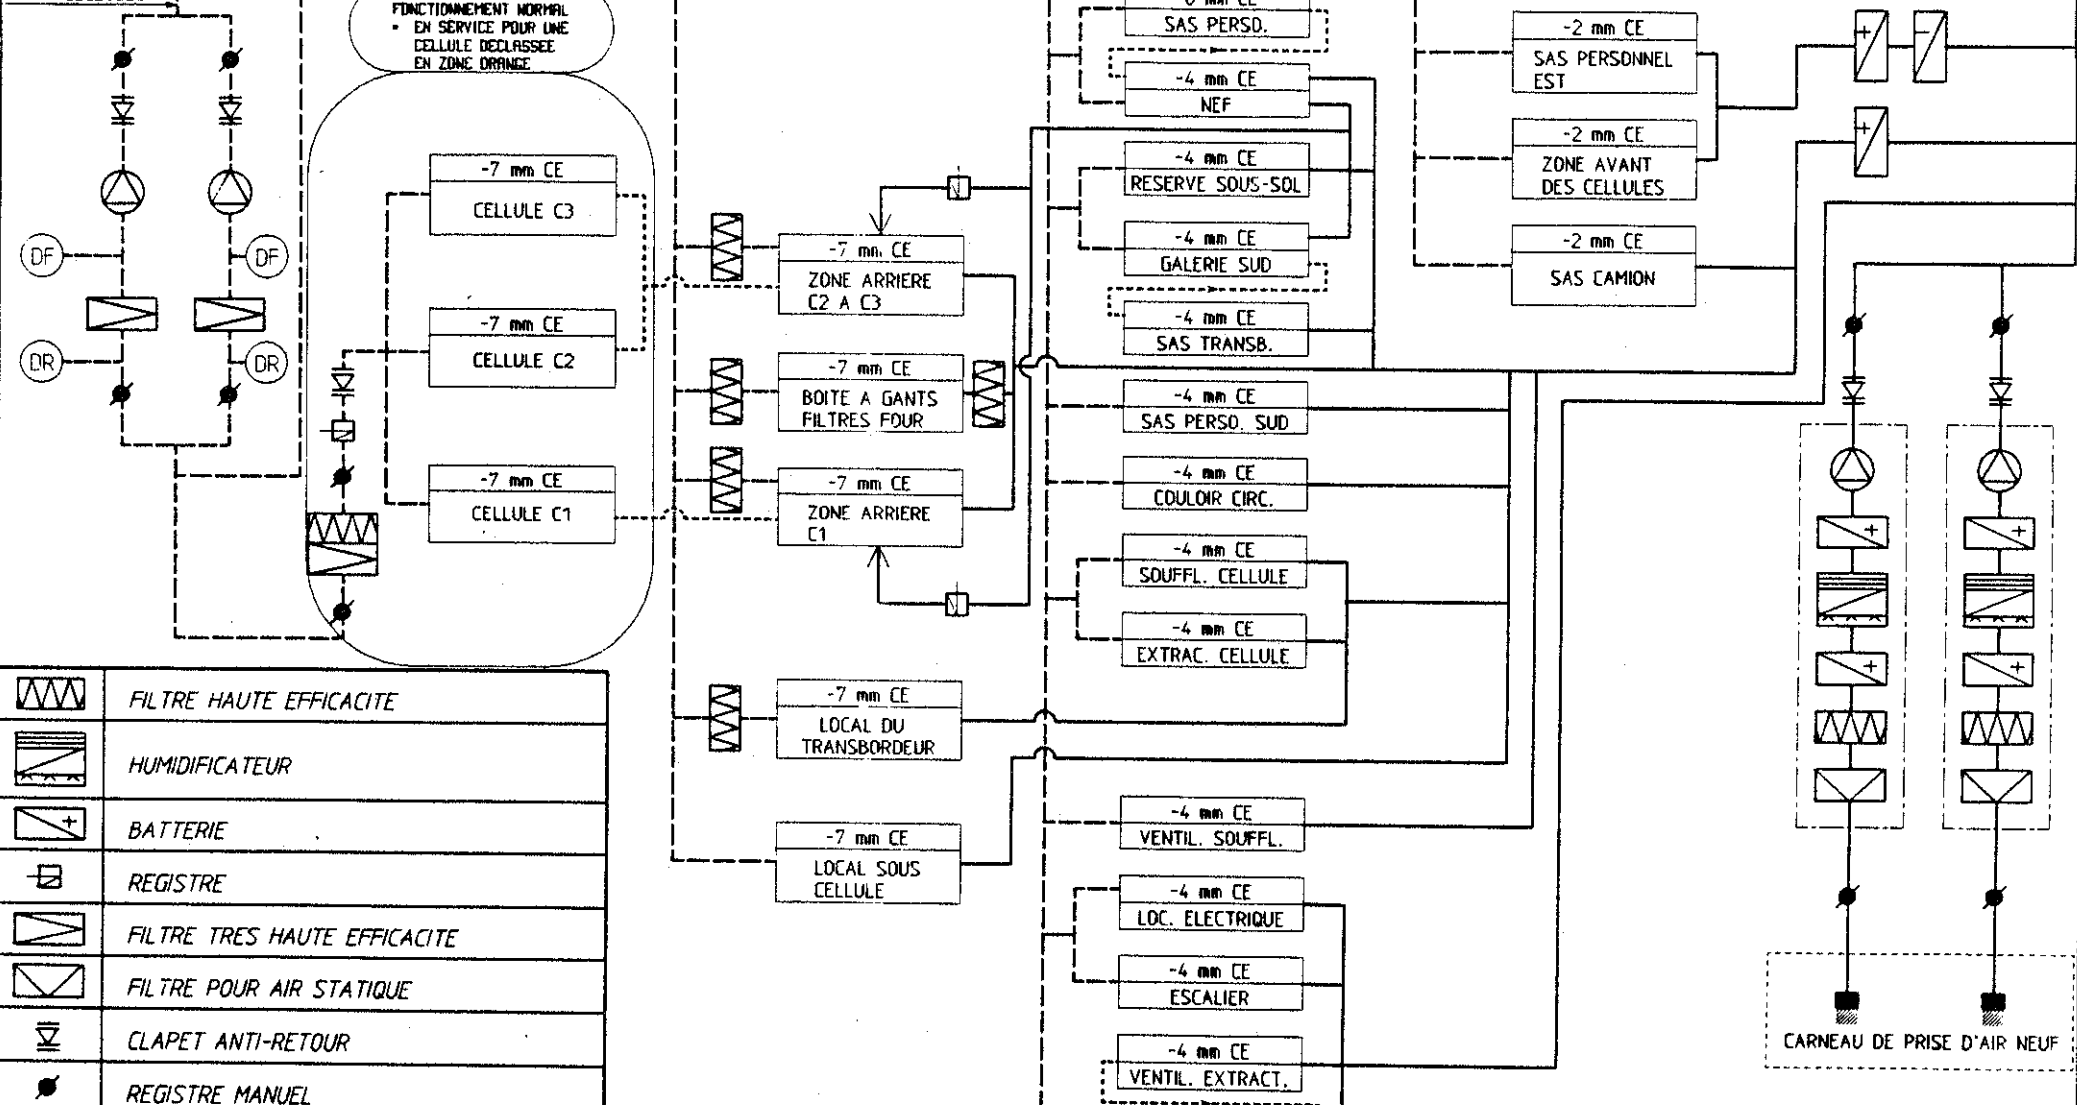 FONCTIONNEMENT NORMAL
- EN SERVICE POUR UNE
CELLULE DECLASSEE
EN ZONE ORANGE
DF
DF
DR
DR
-7 mm CE
CELLULE C3
-7 mm CE
CELLULE C2
-7 mm CE
CELLULE C1
-7 mm CE
ZONE ARRIERE
C2 A C3
-7 mm CE
BOITE A GANTS
FILTRES FOUR
-7 mm CE
ZONE ARRIERE
C1
-7 mm CE
LOCAL DU
TRANSBORDEUR
-7 mm CE
LOCAL SOUS
CELLULE
mm CE
SAS PERSO.
-4 mm CE
NEF
-4 mm CE
RESERVE SOUS-SOL
-4 mm CE
GALERIE SUD
-4 mm CE
SAS TRANSB.
-4 mm CE
SAS PERSO. SUD
-4 mm CE
COULOIR CIRC.
-4 mm CE
SOUFFL. CELLULE
-4 mm CE
EXTRAC. CELLULE
-4 mm CE
VENTIL. SOUFFL.
-4 mm CE
LOC. ELECTRIQUE
-4 mm CE
ESCALIER
-4 mm CE
VENTIL. EXTRACT.
-2 mm CE
SAS PERSONNEL
EST
-2 mm CE
ZONE AVANT
DES CELLULES
-2 mm CE
SAS CAMION
+
-
+
+
+
+
+
CARNEAU DE PRISE D'AIR NEUF
FILTRE HAUTE EFFICACITE
HUMIDIFICATEUR
+
BATTERIE
REGISTRE
FILTRE TRES HAUTE EFFICACITE
FILTRE POUR AIR STATIQUE
CLAPET ANTI-RETOUR
REGISTRE MANUEL